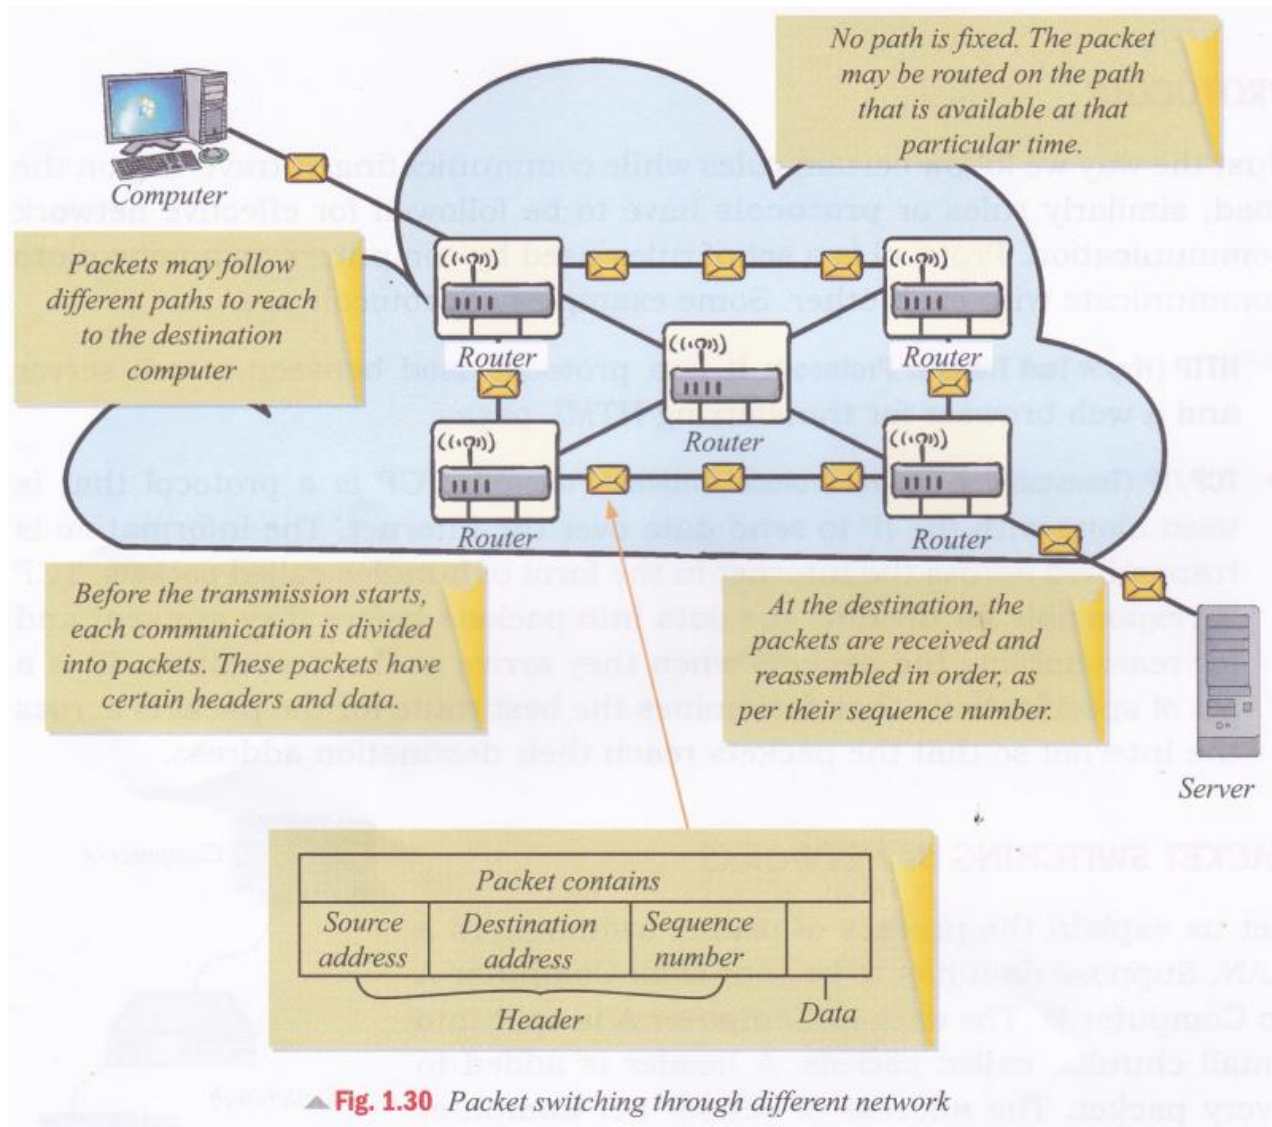 No path is fixed. The packet
may be routed on the path
that is available at that
particular time.
Computer
Packets may follow
different paths to reach
to the destination
computer
Router
Router
Router
Router
Router
Before the transmission starts,
each communication is divided
into packets. These packets have
certain headers and data.
At the destination, the
packets are received and
reassembled in order, as
per their sequence number.
Server
Packet contains
Source
address
Destination
address
Sequence
number
Header
Data
Fig. 1.30 Packet switching through different network